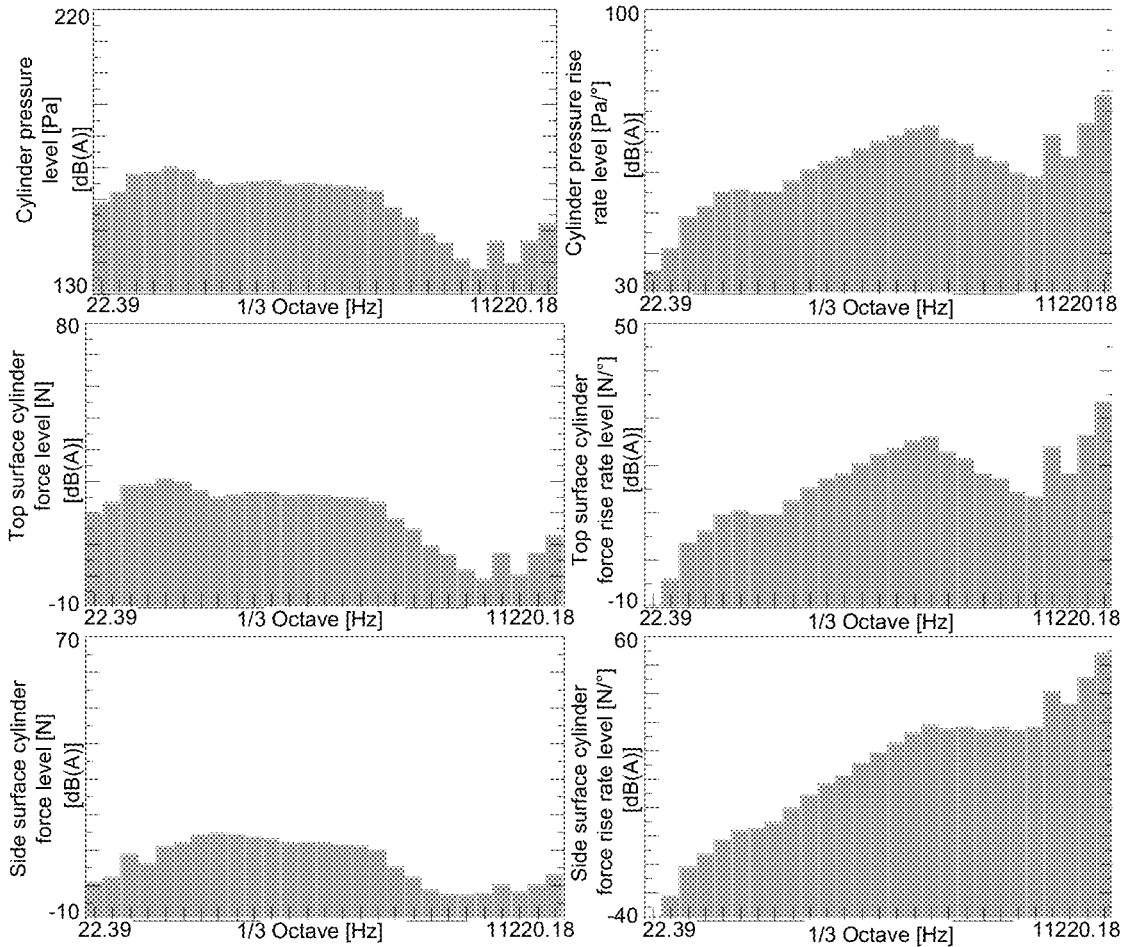 220
Cylinder pressure
level [Pa]
[dB(A)]
130
22.39
1/3 Octave [Hz]
11220.18
100
Cylinder pressure rise
rate level [Pa/°]
[dB(A)]
30
22.39
1/3 Octave [Hz]
1122018
80
Top surface cylinder
force level [N]
[dB(A)]
-10
22.39
1/3 Octave [Hz]
11220.18
50
Top surface cylinder
force rise rate level [N/°]
[dB(A)]
-10
22.39
1/3 Octave [Hz]
11220.18
70
Side surface cylinder
force level [N]
[dB(A)]
-10
22.39
1/3 Octave [Hz]
11220.18
60
Side surface cylinder
force rise rate level [N/°]
[dB(A)]
-40
22.39
1/3 Octave [Hz]
11220.18